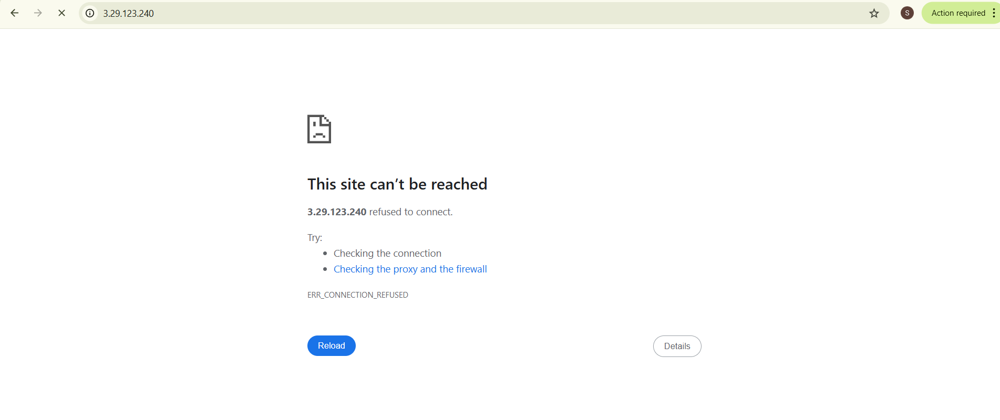 3.29.123.240
S
Action required
This site can’t be reached
3.29.123.240 refused to connect.
Try:
Checking the connection
Checking the proxy and the firewall
ERR_CONNECTION_REFUSED
Reload
Details